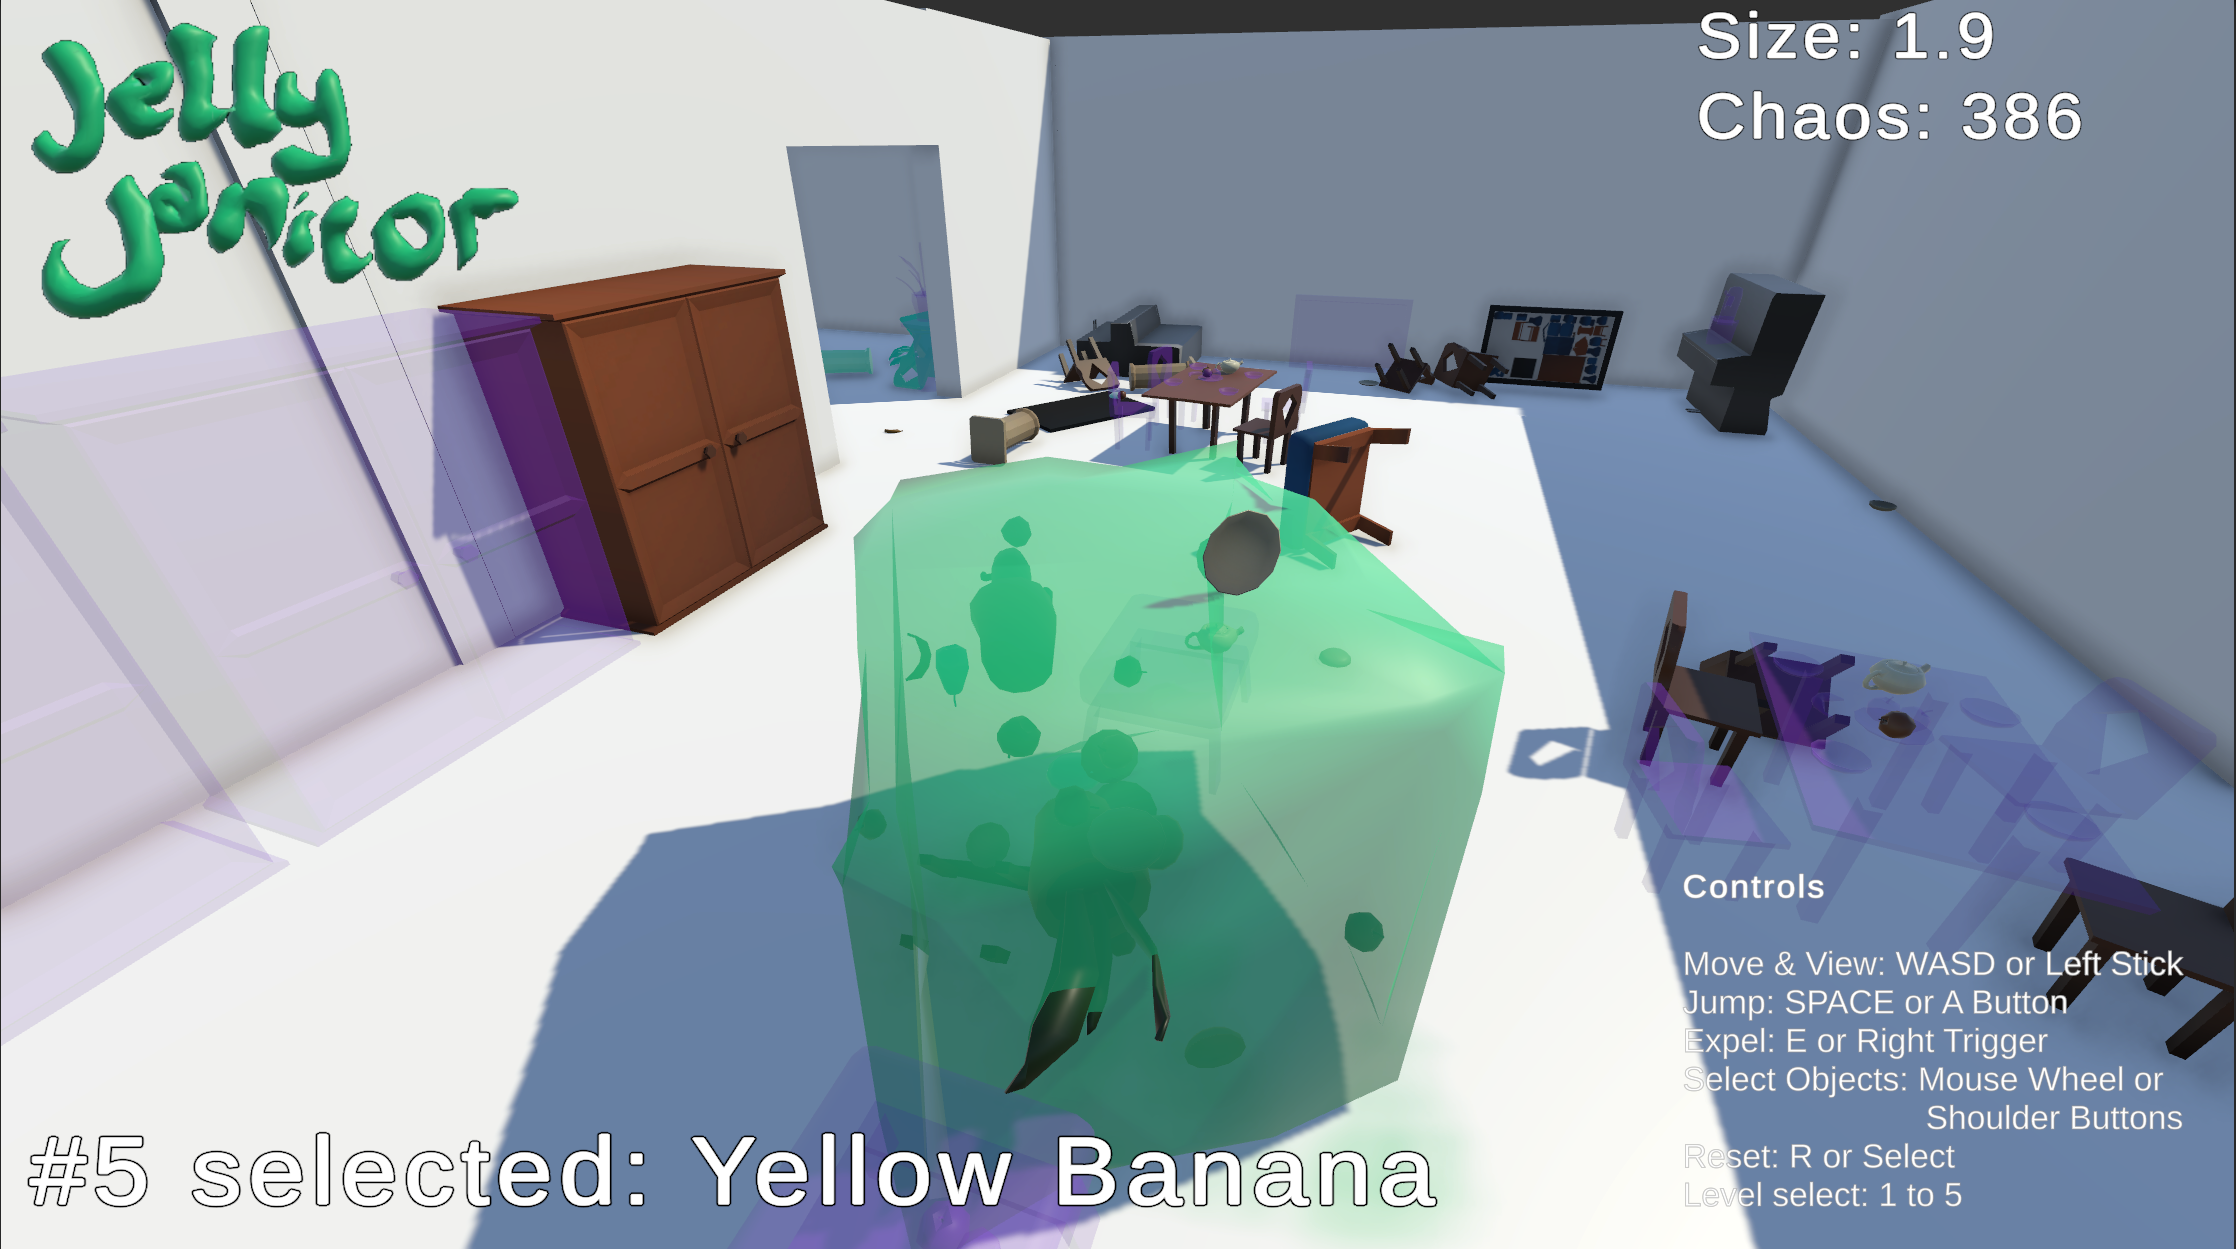 Jelly
Janitor
Size: 1.9
Chaos: 386
Controls
Move & View: WASD or Left Stick
Jump: SPACE or A Button
Expel: E or Right Trigger
Select Objects: Mouse Wheel or
Shoulder Buttons
Reset: R or Select
Level select: 1 to 5
#5 selected: Yellow Banana